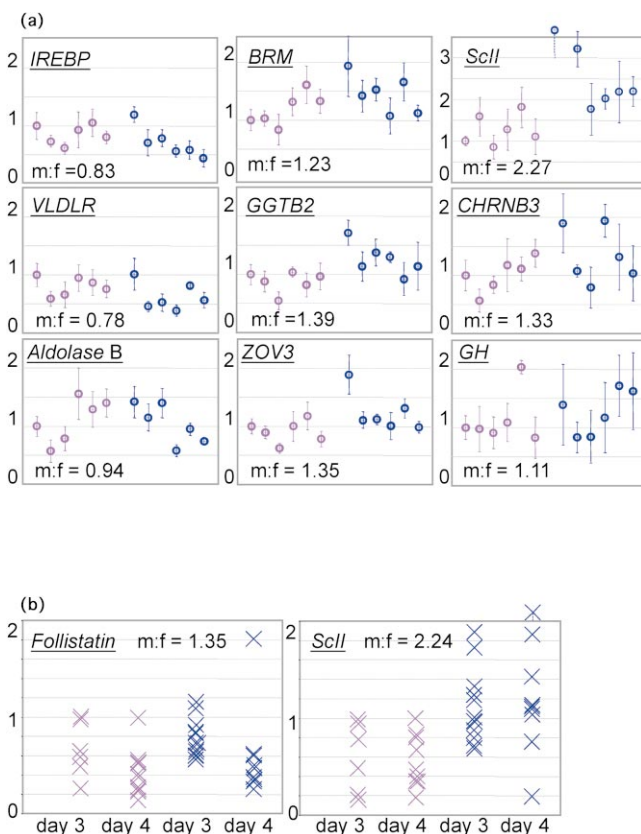 (a)
2
IREBP
1
0
m:f =0.83
2
BRM
1
0
m:f =1.23
3
ScII
2
1
0
m:f = 2.27
2
VLDLR
1
0
m:f = 0.78
2
GGTB2
1
0
m:f =1.39
2
CHRNB3
1
0
m:f = 1.33
2
Aldolase B
1
0
m:f = 0.94
2
ZOV3
1
0
m:f = 1.35
2
GH
1
0
m:f = 1.11
(b)
2
Follistatin m:f = 1.35
1
0
day 3 day 4 day 3 day 4
2
ScII m:f = 2.24
1
0
day 3 day 4 day 3 day 4